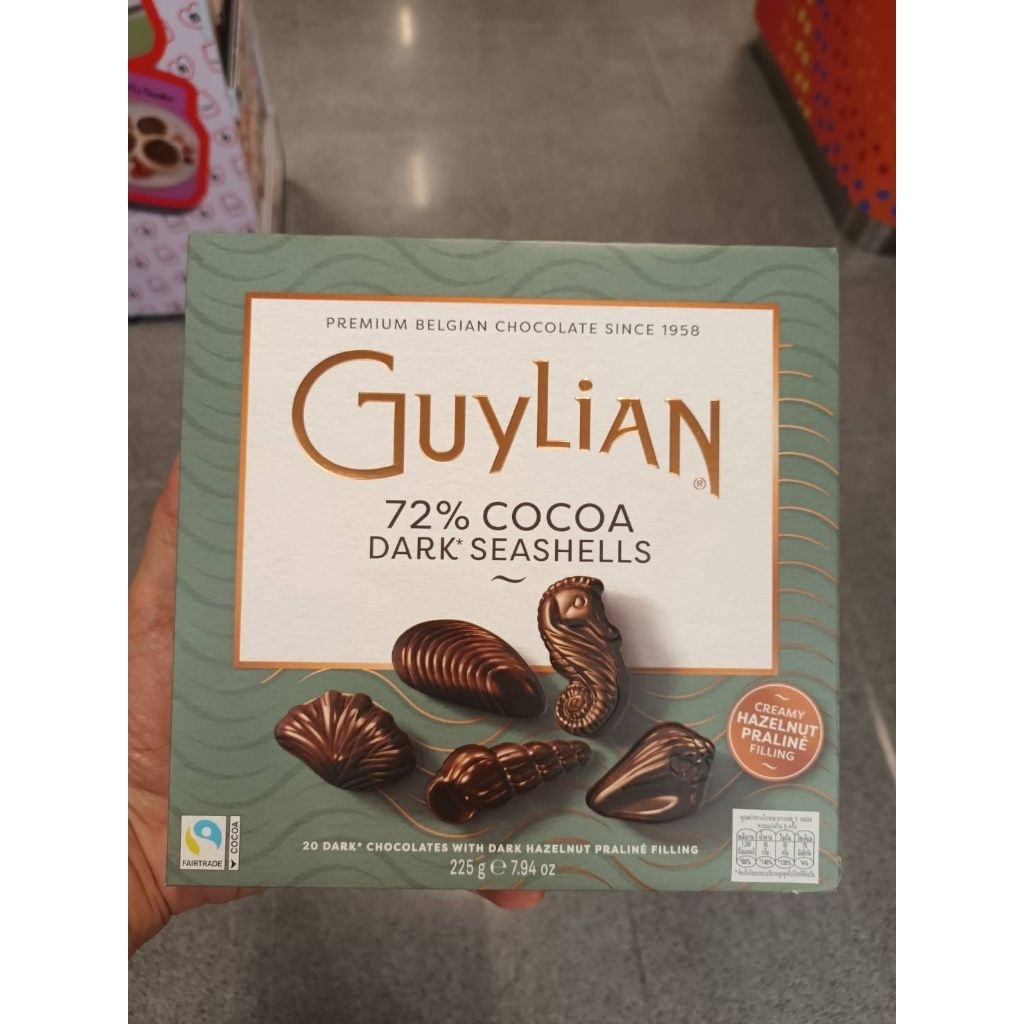 PREMIUM BELGIAN CHOCOLATE SINCE 1958
GUYLIAN®
72% COCOA
DARK* SEASHELLS
CREAMY
HAZELNUT
PRALINÉ
FILLING
FAIRTRADE
COCOA
20 DARK* CHOCOLATES WITH DARK HAZELNUT PRALINÉ FILLING
225 g ℮ 7.94 oz